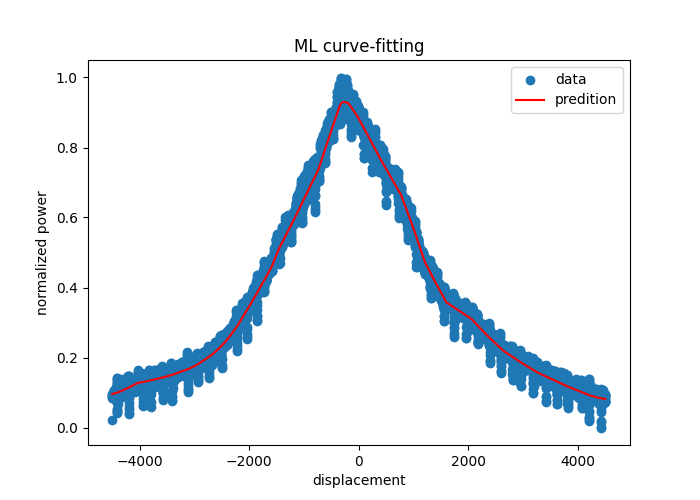 ML curve-fitting
data
predition
normalized power
1.0
0.8
0.6
0.4
0.2
0.0
−4000
−2000
0
2000
4000
displacement